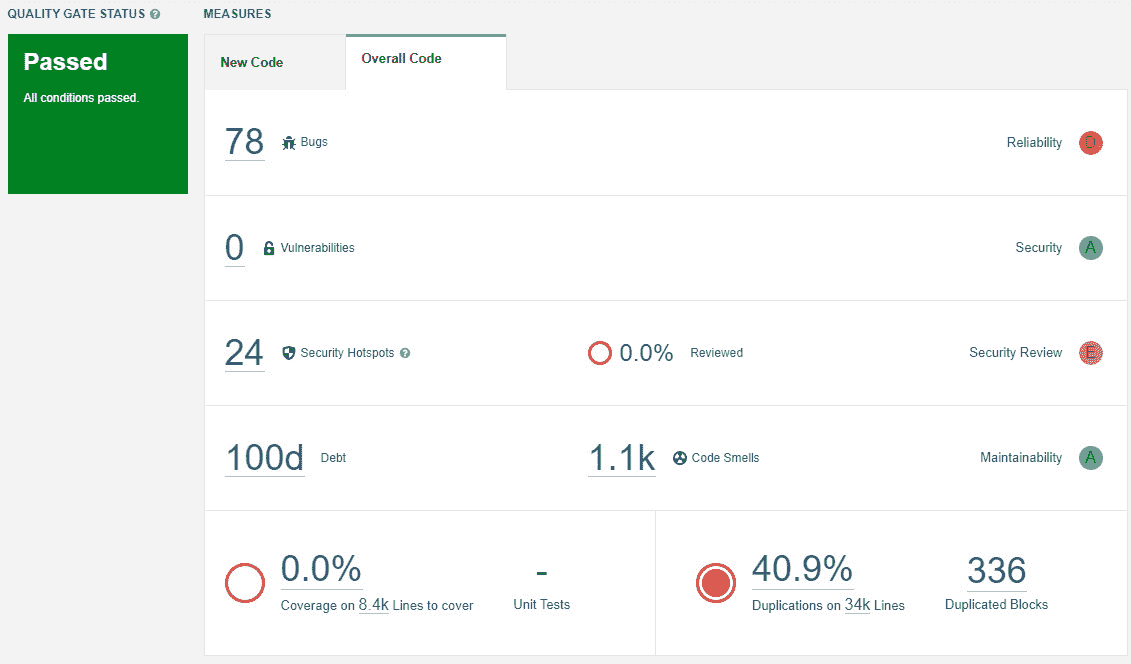 QUALITY GATE STATUS ?
MEASURES
Passed
All conditions passed.
New Code
Overall Code
78 Bugs
Reliability D
0 Vulnerabilities
Security A
24 Security Hotspots ?
0.0% Reviewed
Security Review E
100d Debt
1.1k Code Smells
Maintainability A
0.0%
Coverage on 8.4k Lines to cover
-
Unit Tests
40.9%
Duplications on 34k Lines
336
Duplicated Blocks